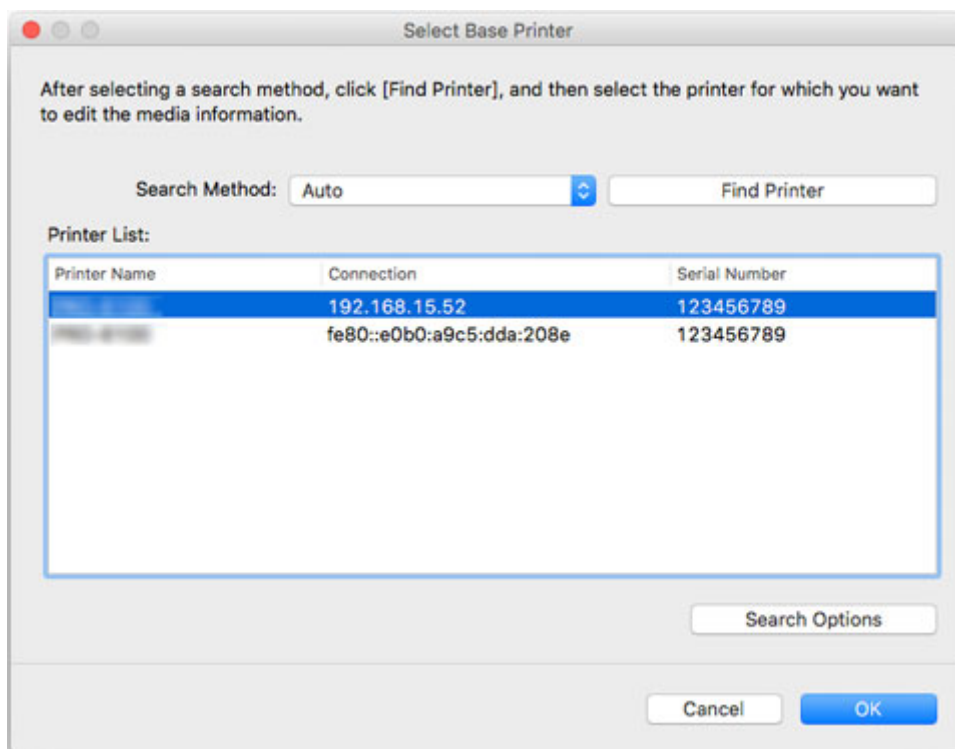 Select Base Printer
After selecting a search method, click [Find Printer], and then select the printer for which you want
to edit the media information.
Search Method: Auto Find Printer
Printer List:
Printer Name Connection Serial Number
192.168.15.52 123456789
fe80::e0b0:a9c5:dda:208e 123456789
Search Options
Cancel OK